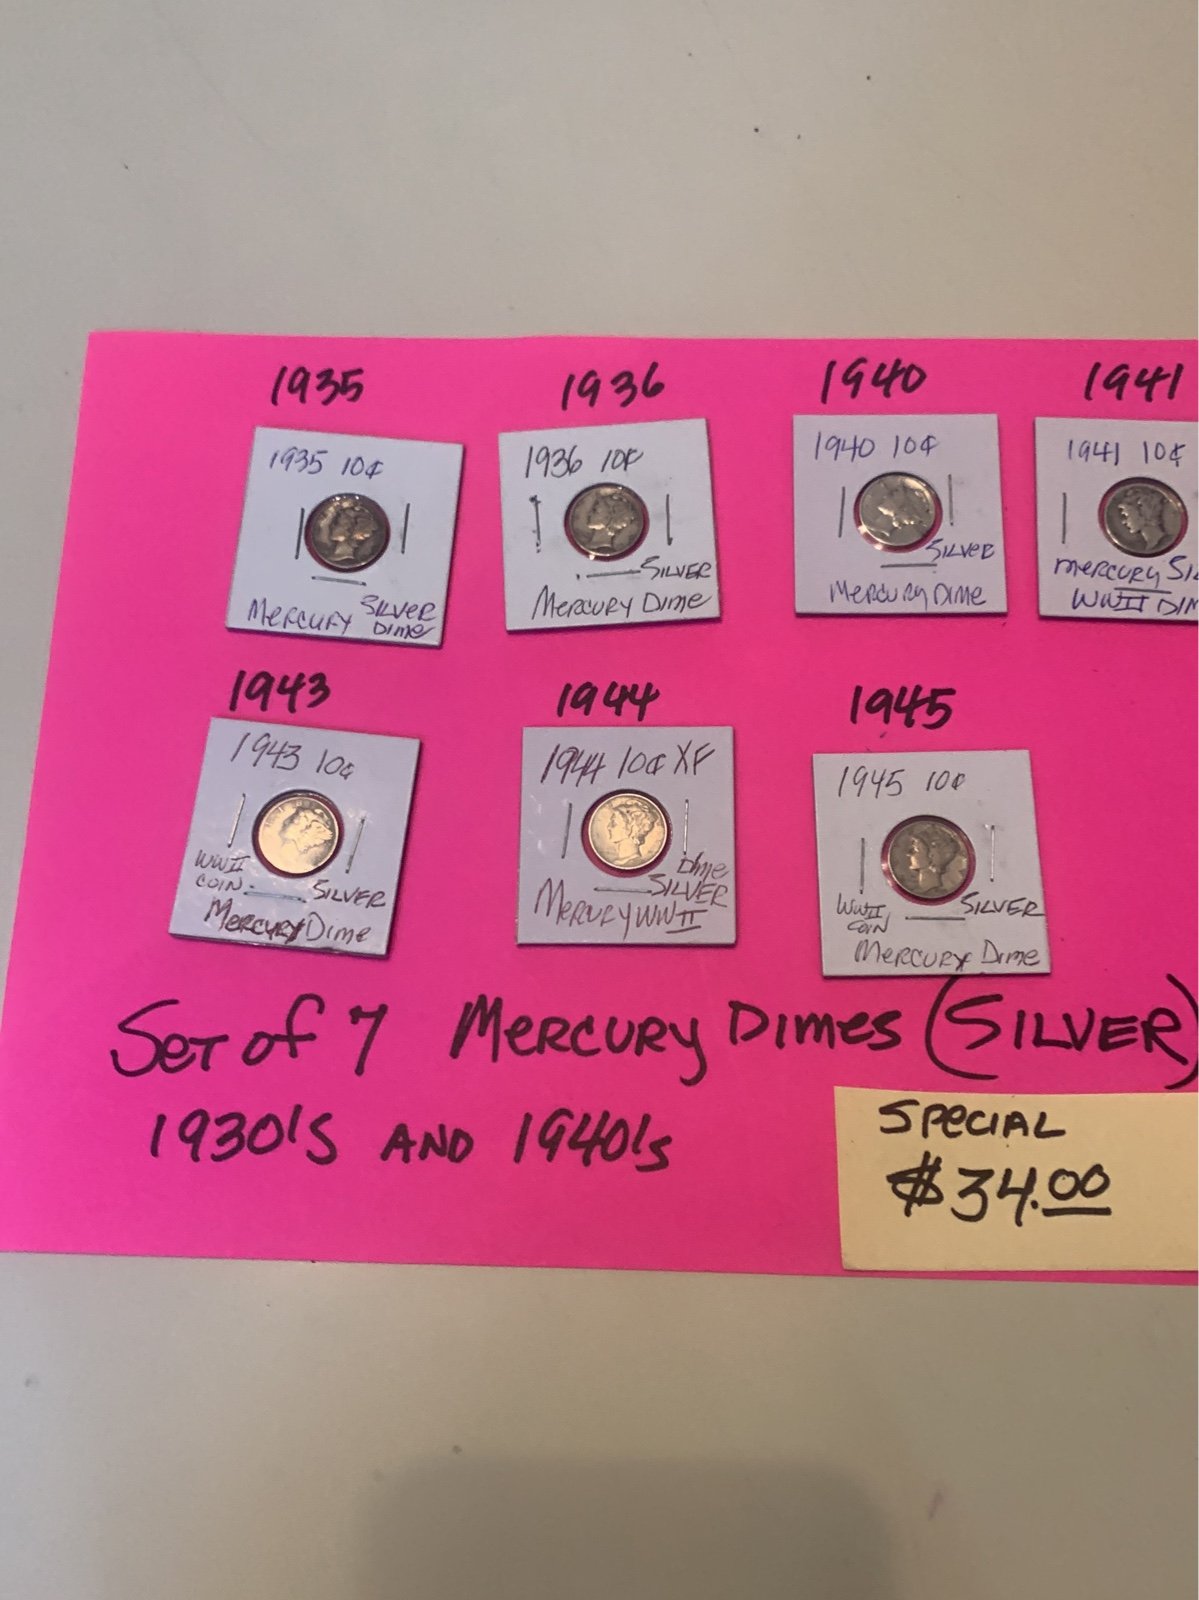 1935 1936 1940 1941
1935 10¢
SILVER
MERCURY DIME
1936 10¢
SILVER
MERCURY DIME
1940 10¢
SILVER
MERCURY DIME
1941 10¢
MERCURY SIL
WWII DIM
1943 1944 1945
1943 10¢
WWII
COIN SILVER
MERCURY DIME
1944 10¢ XF
DIME
SILVER
MERCURY WWII
1945 10¢
WWII SILVER
COIN
MERCURY DIME
SET of 7 MERCURY DIMES (SILVER)
1930's AND 1940's
SPECIAL
$34.00